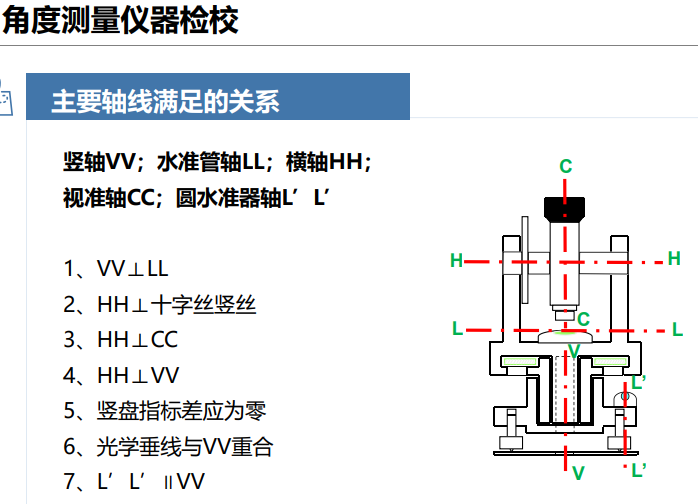 角度测量仪器检校
主要轴线满足的关系
竖轴VV；水准管轴LL；横轴HH；
视准轴CC；圆水准器轴L′L′
1、VV⊥LL
2、HH⊥十字丝竖丝
3、HH⊥CC
4、HH⊥VV
5、竖盘指标差应为零
6、光学垂线与VV重合
7、L′L′∥VV
C
H
H
L
C
L
V
L’
V
L’